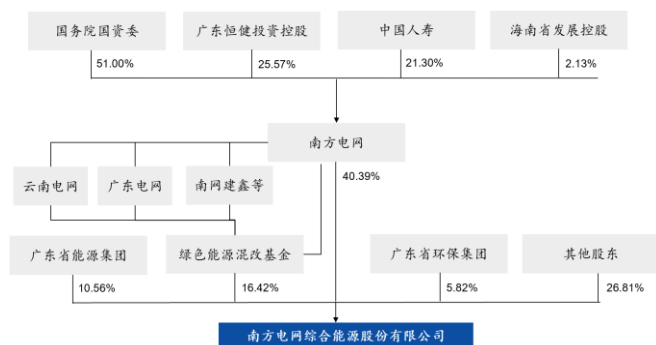 国务院国资委
广东恒健投资控股
中国人寿
海南省发展控股
51.00%
25.57%
21.30%
2.13%
南方电网
40.39%
云南电网
广东电网
南网建鑫等
广东省能源集团
绿色能源混改基金
广东省环保集团
其他股东
10.56%
16.42%
5.82%
26.81%
南方电网综合能源股份有限公司